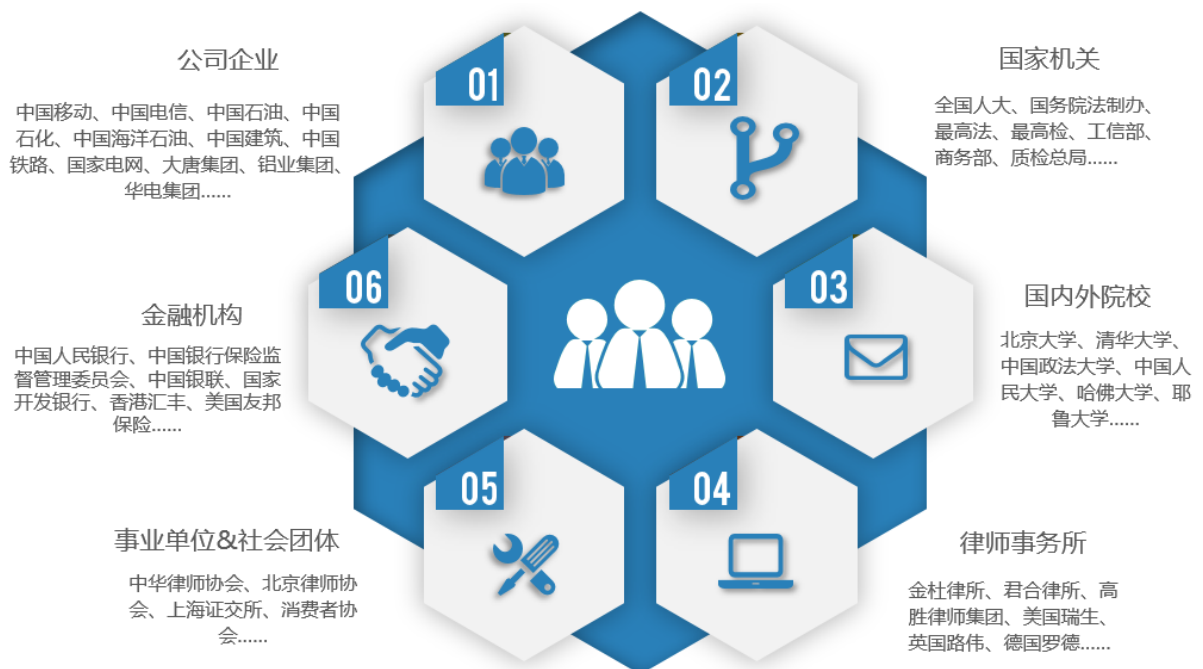 01
公司企业
中国移动、中国电信、中国石油、中国
石化、中国海洋石油、中国建筑、中国
铁路、国家电网、大唐集团、铝业集团、
华电集团......
02
国家机关
全国人大、国务院法制办、
最高法、最高检、工信部、
商务部、质检总局......
03
国内外院校
北京大学、清华大学、
中国政法大学、中国人
民大学、哈佛大学、耶
鲁大学......
04
律师事务所
金杜律所、君合律所、高
胜律师集团、美国瑞生、
英国路伟、德国罗德......
05
事业单位&社会团体
中华律师协会、北京律师协
会、上海证交所、消费者协
会......
06
金融机构
中国人民银行、中国银行保险监
督管理委员会、中国银联、国家
开发银行、香港汇丰、美国友邦
保险......